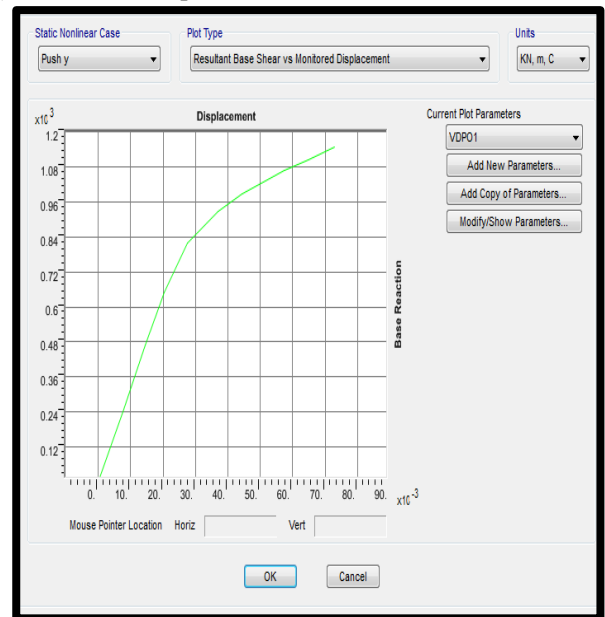 Static Nonlinear Case
Plot Type
Units
Push y
Resultant Base Shear vs Monitored Displacement
KN, m, C
x10 3
Displacement
Current Plot Parameters
VDPO1
Add New Parameters...
Add Copy of Parameters...
Modify/Show Parameters...
1.2
1.08
0.96
0.84
0.72
0.6
0.48
0.36
0.24
0.12
Base Reaction
0. 10. 20. 30. 40. 50. 60. 70. 80. 90. x10 -3
Mouse Pointer Location Horiz Vert
OK Cancel